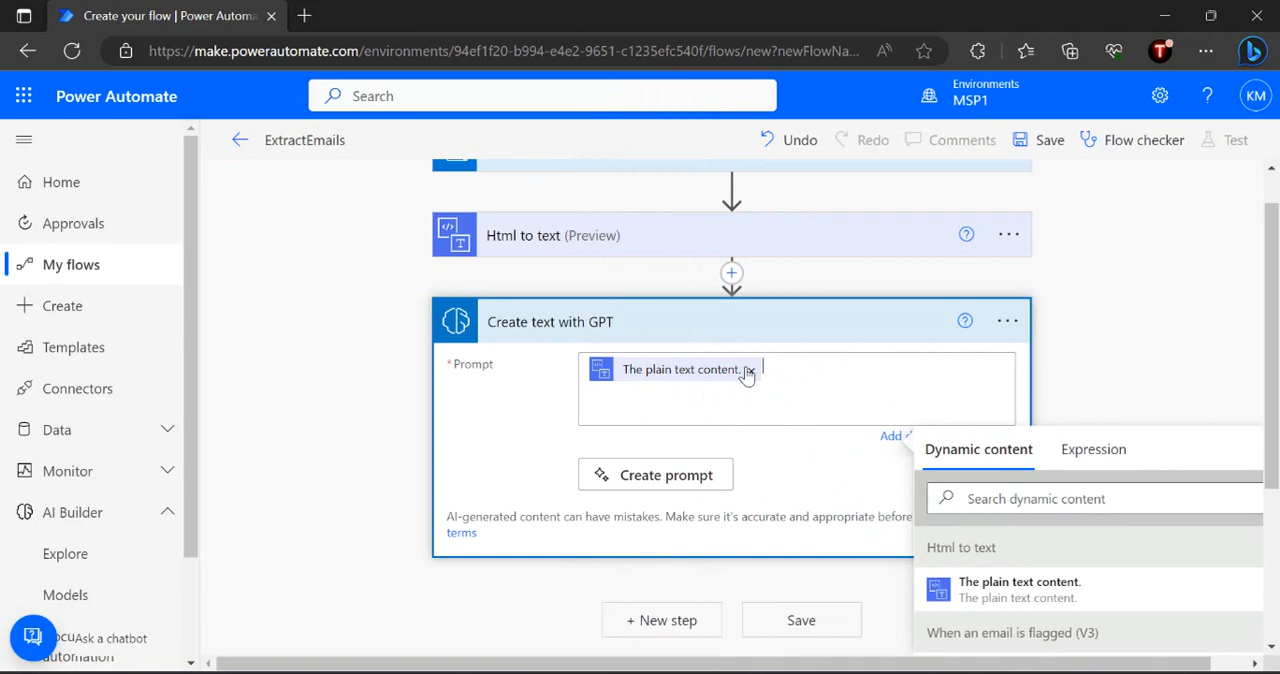 Create your flow | Power Automa
https://make.powerautomate.com/environments/94ef1f20-b994-e4e2-9651-c1235efc540f/flows/new?newFlowNa...
Power Automate
Search
Environments
MSP1
KM
ExtractEmails
Undo
Redo
Comments
Save
Flow checker
Test
Home
Approvals
My flows
Create
Templates
Connectors
Data
Monitor
AI Builder
Explore
Models
Ask a chatbot
automation
Html to text (Preview)
Create text with GPT
* Prompt
The plain text content.
Add
Create prompt
AI-generated content can have mistakes. Make sure it's accurate and appropriate before
terms
+ New step
Save
Dynamic content
Expression
Search dynamic content
Html to text
The plain text content.
The plain text content.
When an email is flagged (V3)